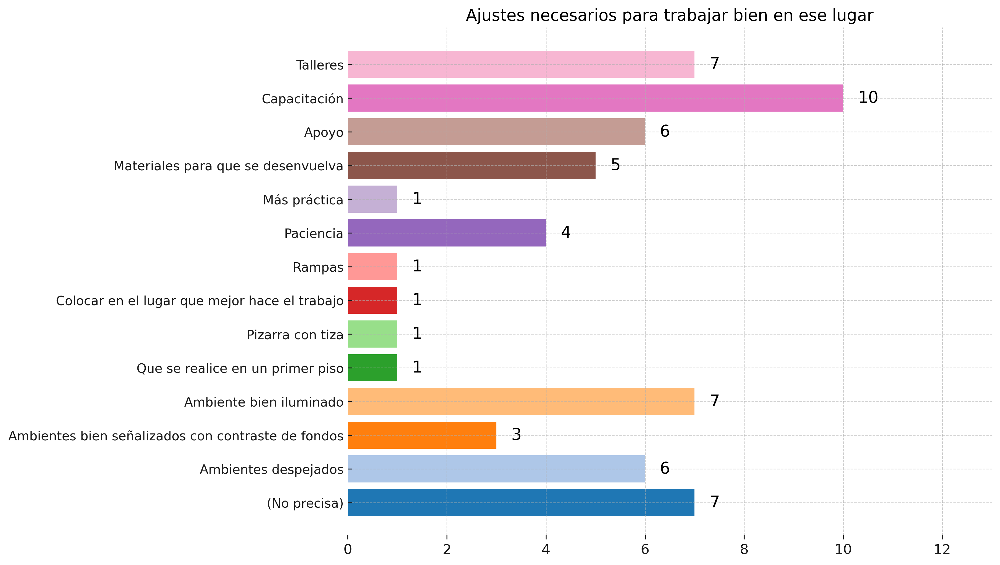 Ajustes necesarios para trabajar bien en ese lugar
Talleres 7
Capacitación 10
Apoyo 6
Materiales para que se desenvuelva 5
Más práctica 1
Paciencia 4
Rampas 1
Colocar en el lugar que mejor hace el trabajo 1
Pizarra con tiza 1
Que se realice en un primer piso 1
Ambiente bien iluminado 7
Ambientes bien señalizados con contraste de fondos 3
Ambientes despejados 6
(No precisa) 7
0 2 4 6 8 10 12